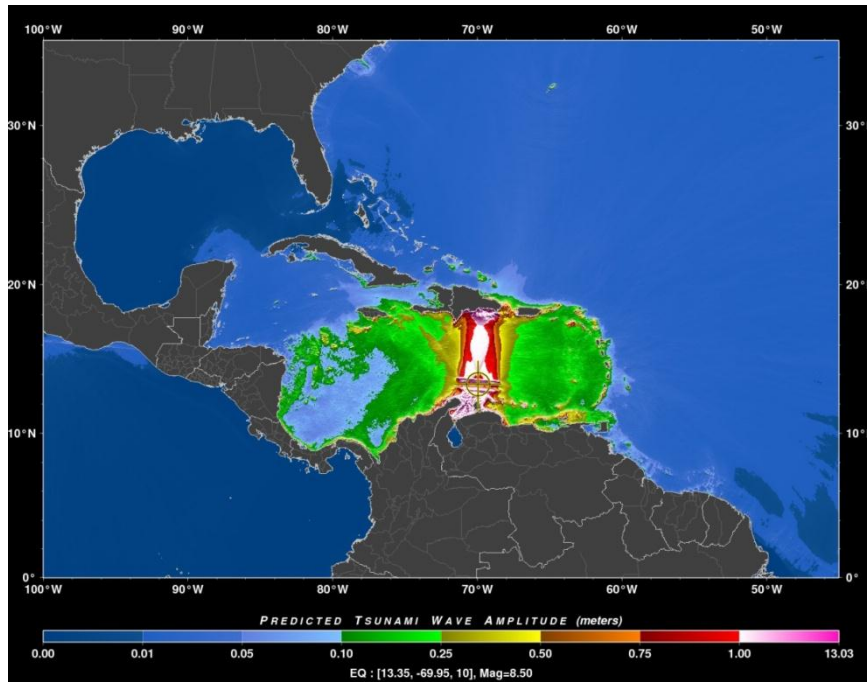 100°W 90°W 80°W 70°W 60°W 50°W
30°N 30°N
20°N 20°N
10°N 10°N
0° 0°
100°W 90°W 80°W 70°W 60°W 50°W
PREDICTED TSUNAMI WAVE AMPLITUDE (meters)
0.00 0.01 0.05 0.10 0.25 0.50 0.75 1.00 13.03
EQ : [13.35, -69.95, 10], Mag=8.50